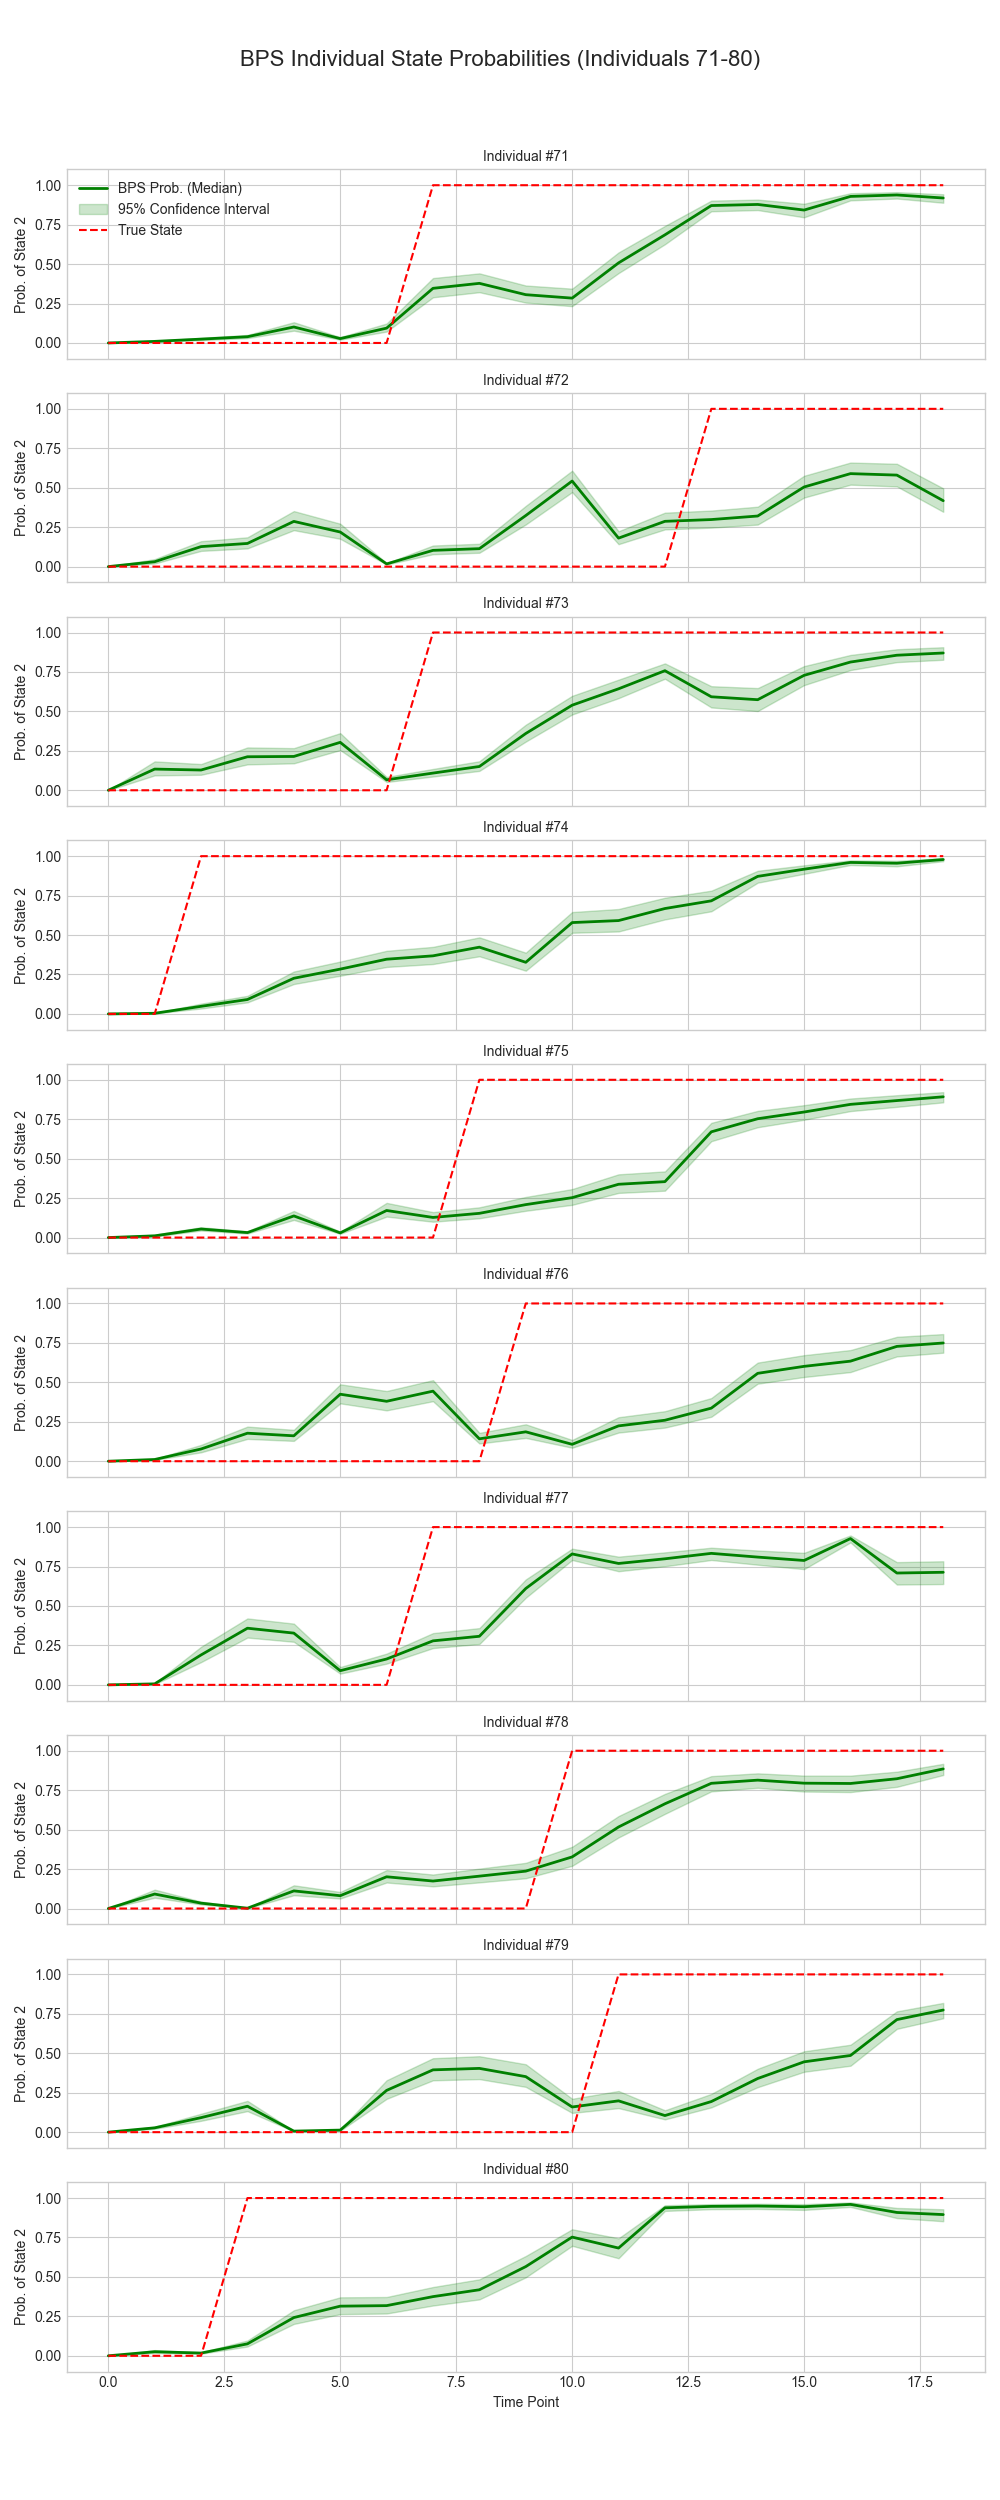 BPS Individual State Probabilities (Individuals 71-80)
Individual #71
BPS Prob. (Median)
95% Confidence Interval
True State
Prob. of State 2
1.00
0.75
0.50
0.25
0.00
Individual #72
Prob. of State 2
1.00
0.75
0.50
0.25
0.00
Individual #73
Prob. of State 2
1.00
0.75
0.50
0.25
0.00
Individual #74
Prob. of State 2
1.00
0.75
0.50
0.25
0.00
Individual #75
Prob. of State 2
1.00
0.75
0.50
0.25
0.00
Individual #76
Prob. of State 2
1.00
0.75
0.50
0.25
0.00
Individual #77
Prob. of State 2
1.00
0.75
0.50
0.25
0.00
Individual #78
Prob. of State 2
1.00
0.75
0.50
0.25
0.00
Individual #79
Prob. of State 2
1.00
0.75
0.50
0.25
0.00
Individual #80
Prob. of State 2
1.00
0.75
0.50
0.25
0.00
0.0 2.5 5.0 7.5 10.0 12.5 15.0 17.5
Time Point